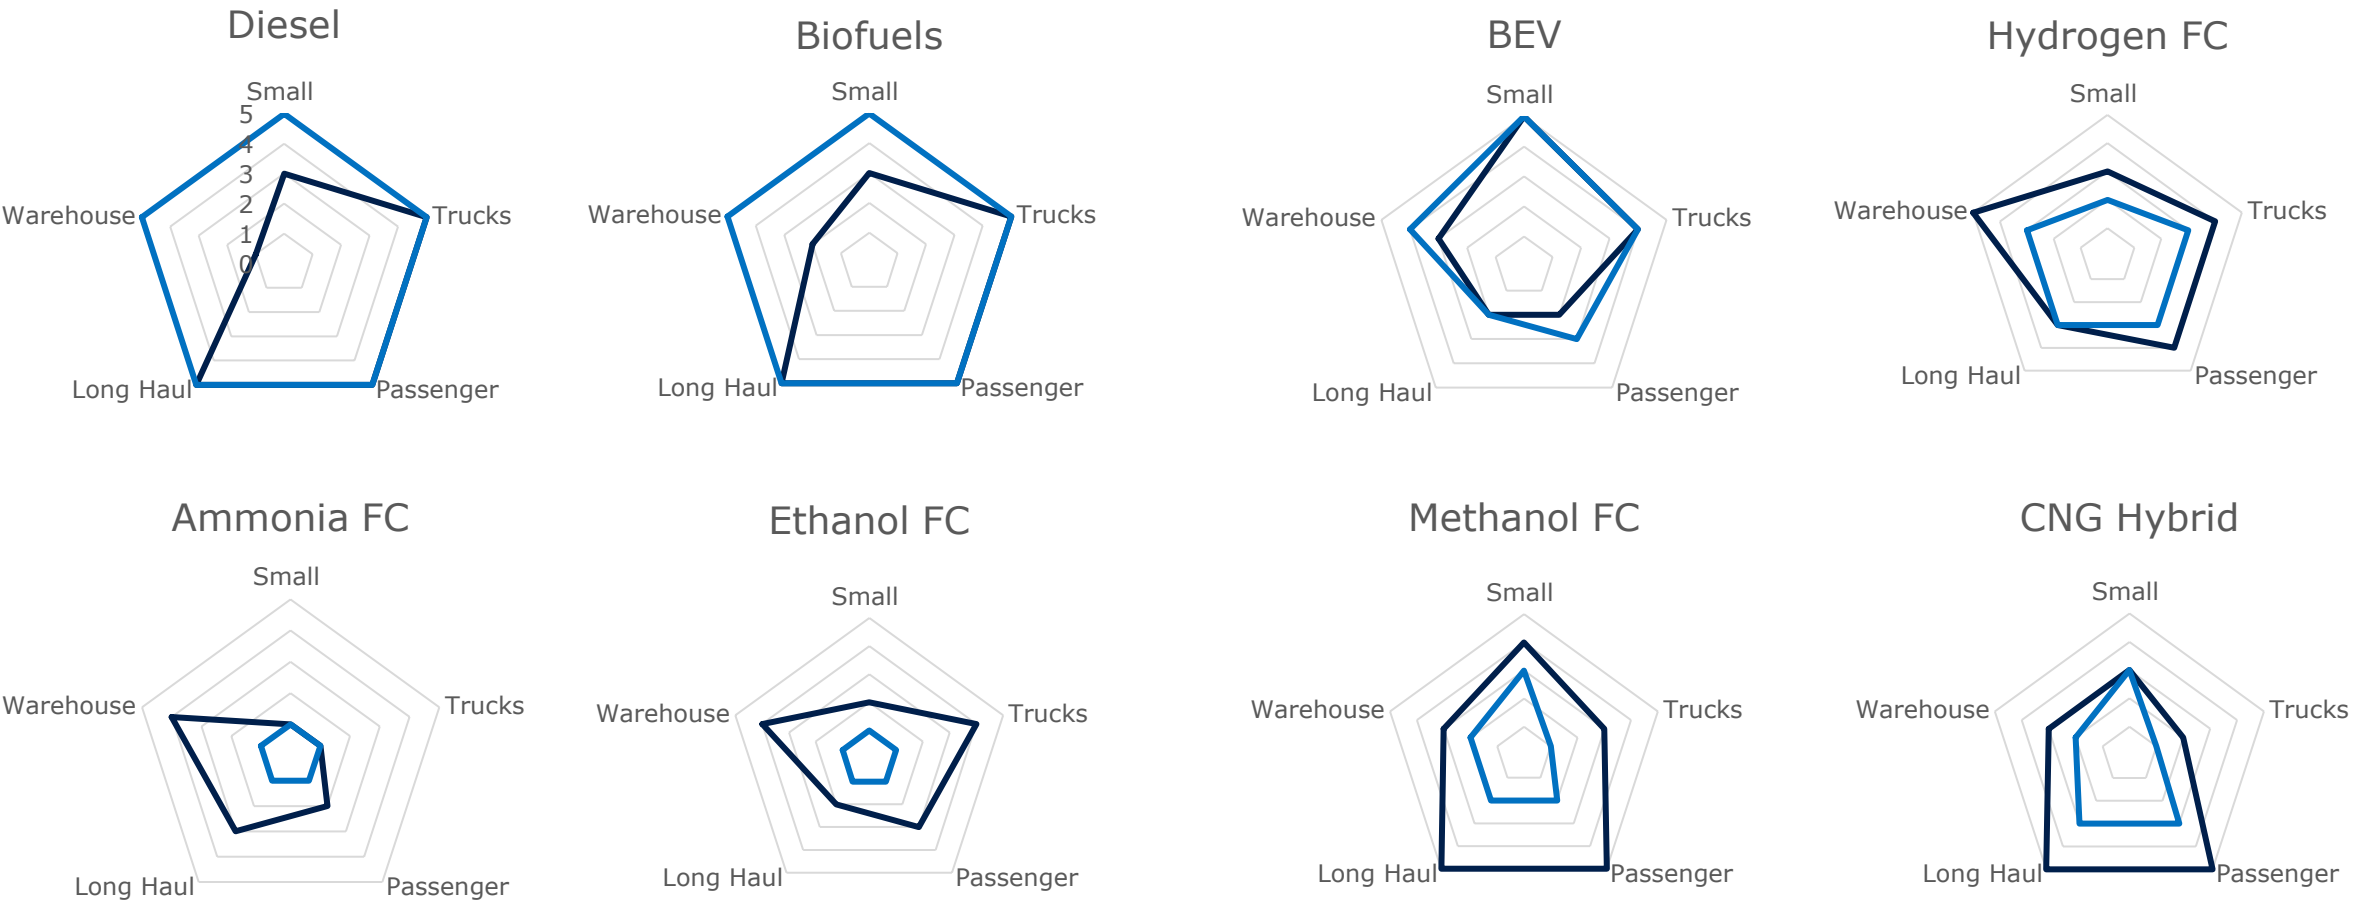 Diesel
Small
5
4
3
2
1
0
Warehouse
Trucks
Long Haul
Passenger
Biofuels
Small
Warehouse
Trucks
Long Haul
Passenger
BEV
Small
Warehouse
Trucks
Long Haul
Passenger
Hydrogen FC
Small
Warehouse
Trucks
Long Haul
Passenger
Ammonia FC
Small
Warehouse
Trucks
Long Haul
Passenger
Ethanol FC
Small
Warehouse
Trucks
Long Haul
Passenger
Methanol FC
Small
Warehouse
Trucks
Long Haul
Passenger
CNG Hybrid
Small
Warehouse
Trucks
Long Haul
Passenger